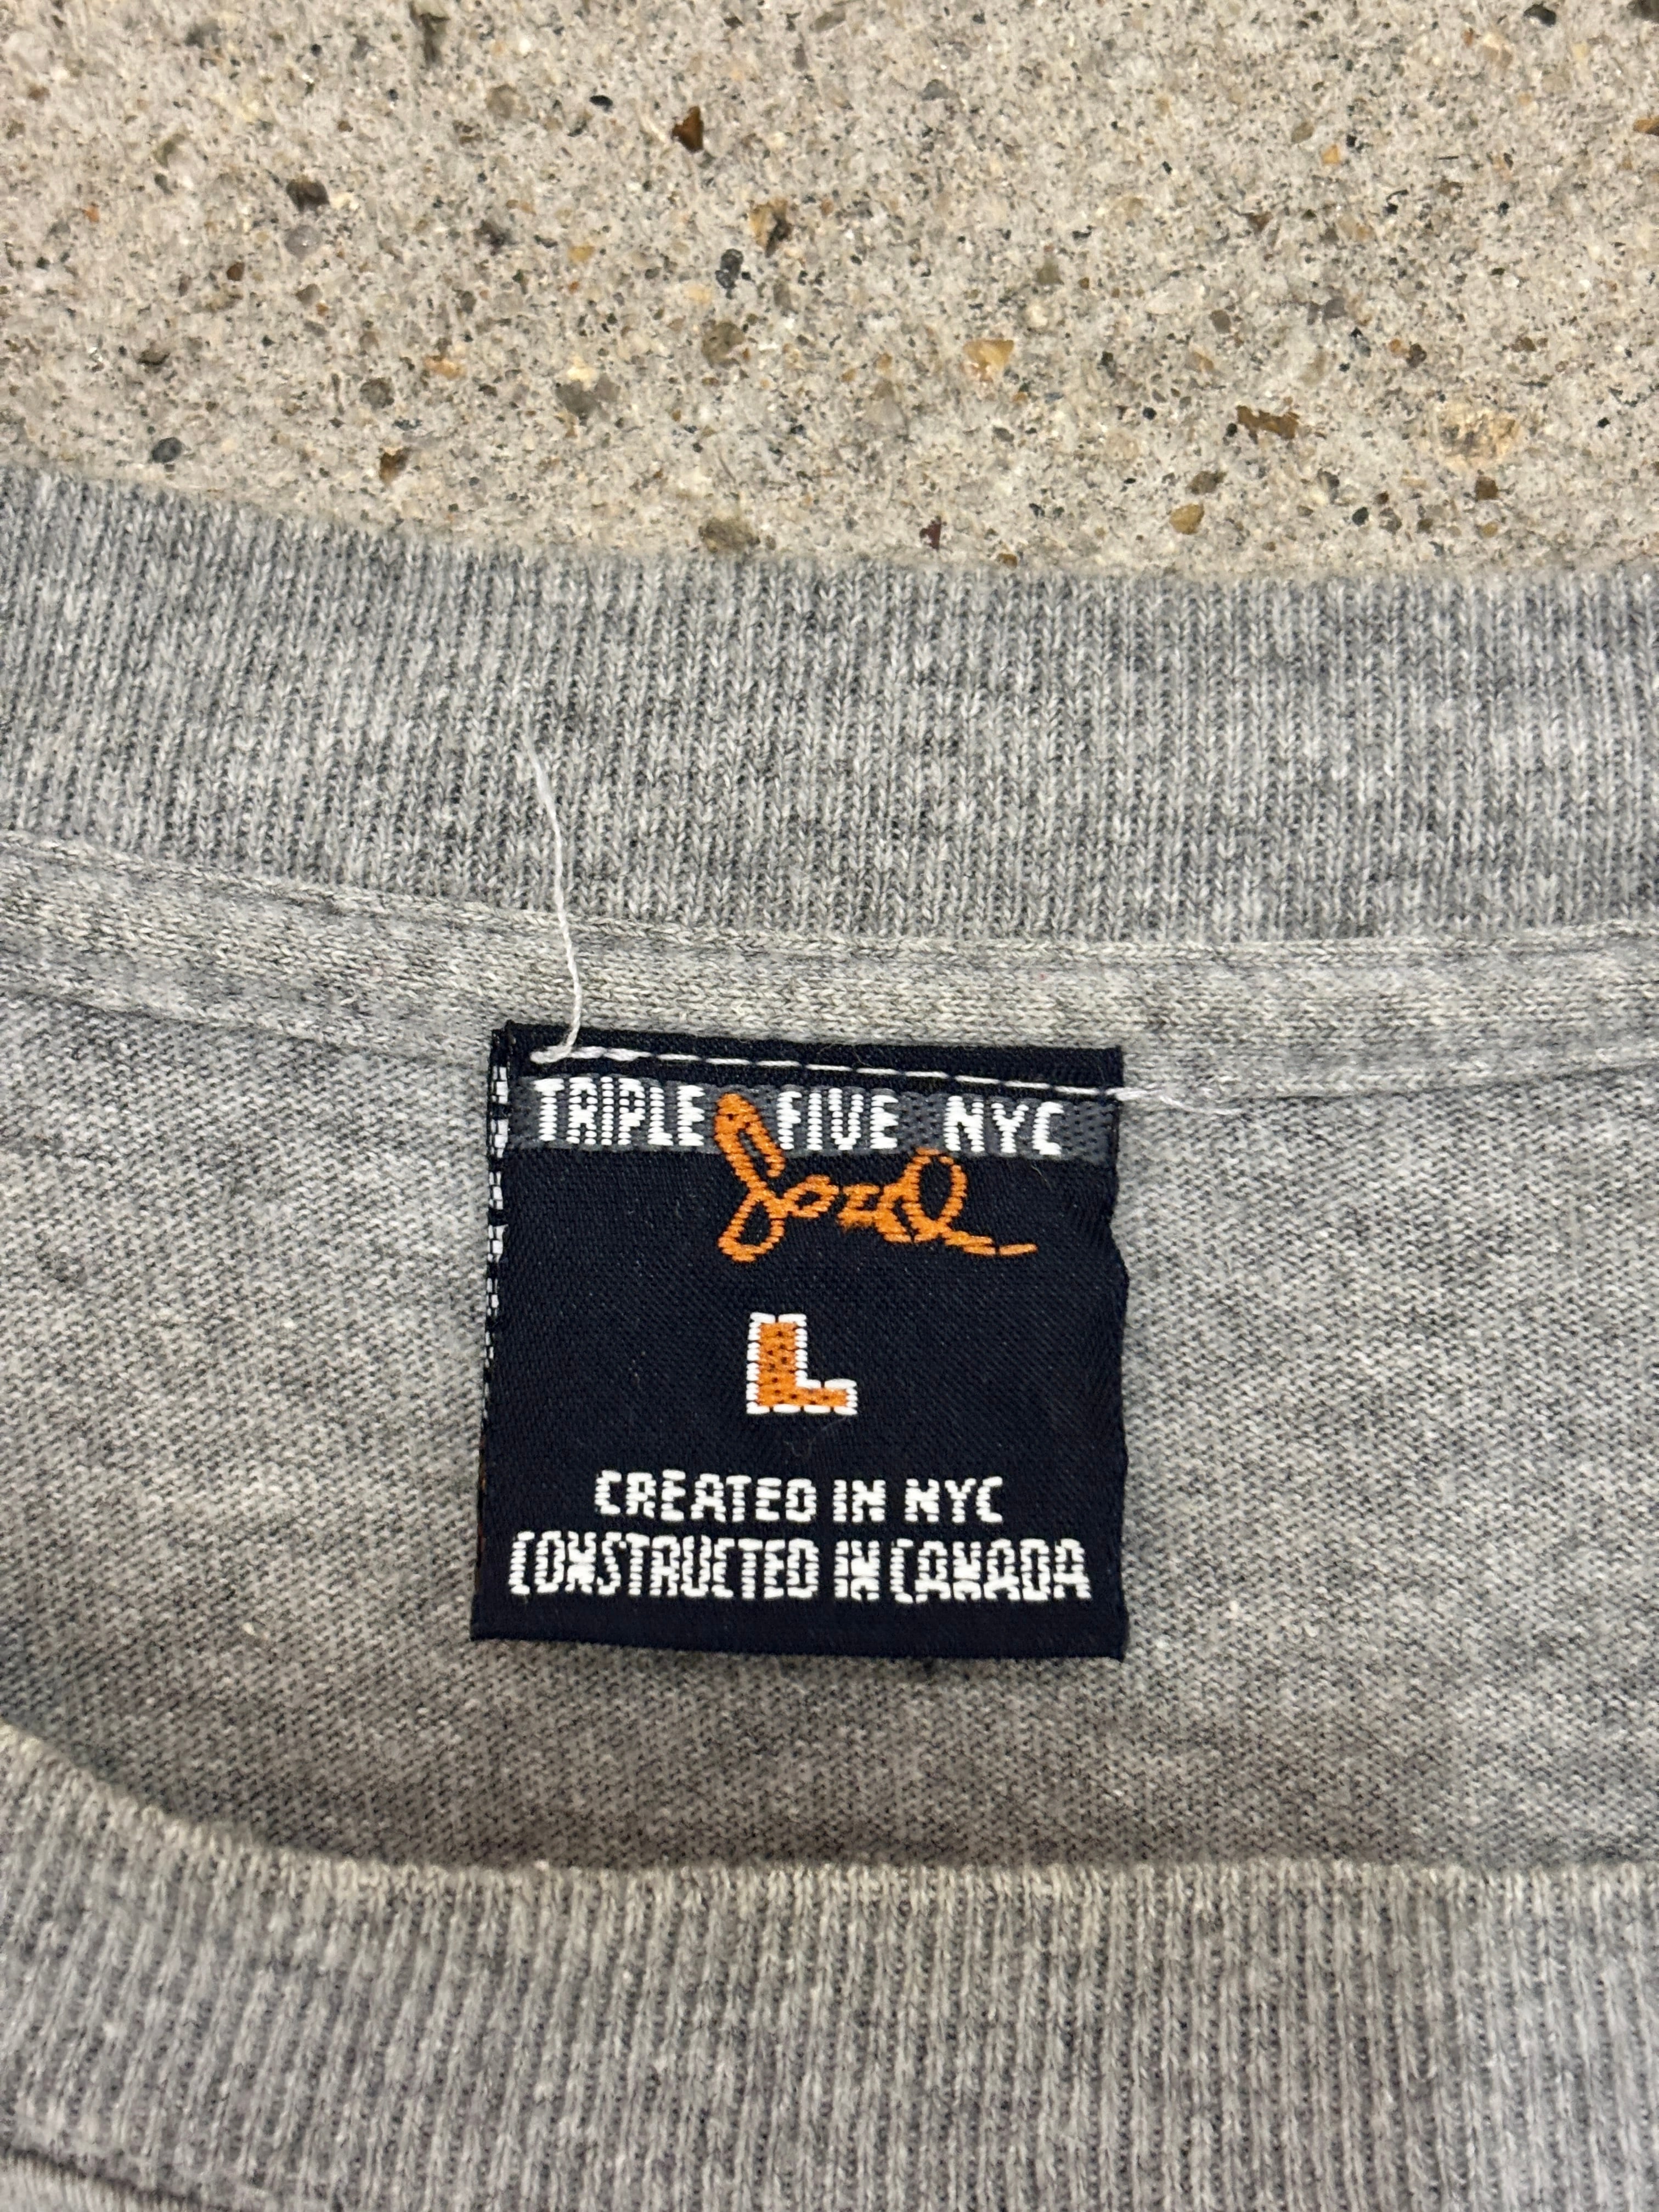 TRIPLE FIVE NYC
Soul
L
CREATED IN NYC
CONSTRUCTED IN CANADA